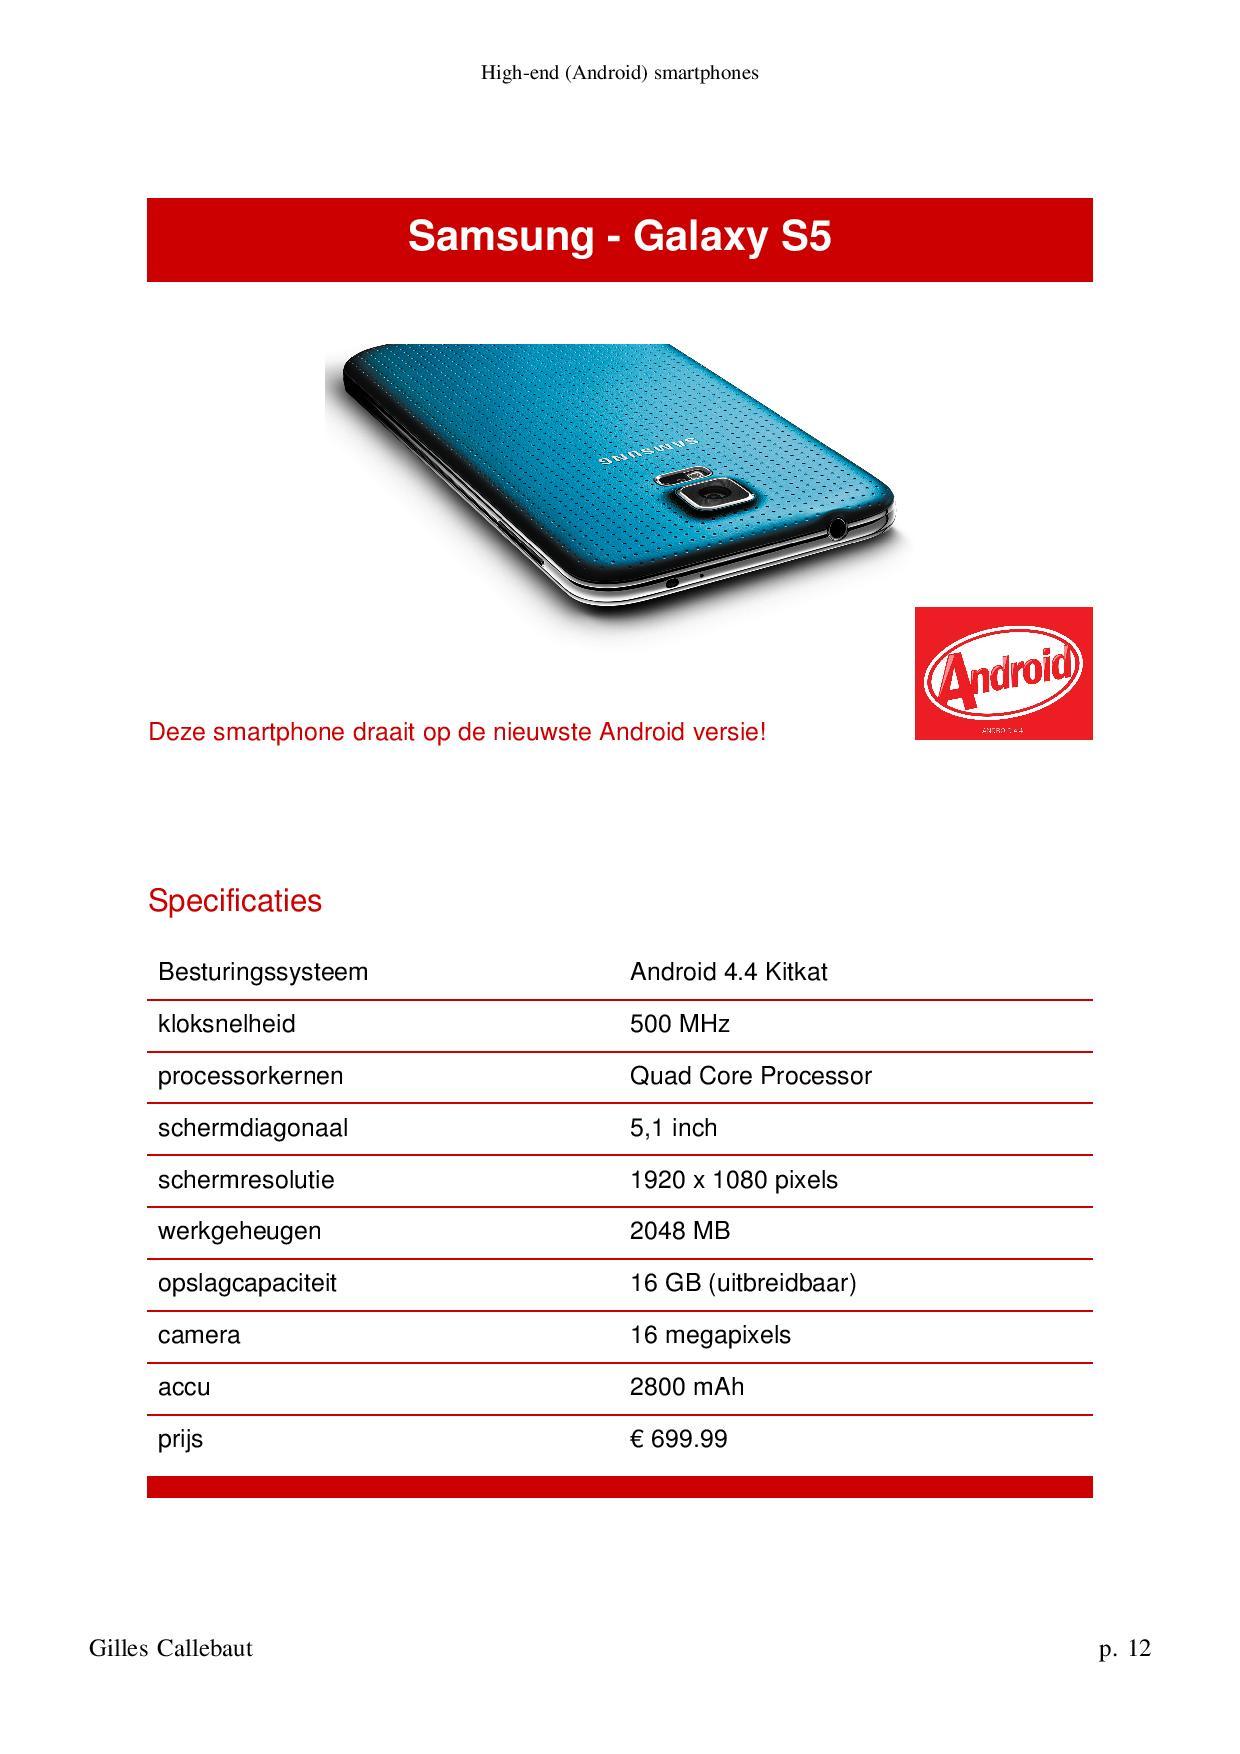 High-end (Android) smartphones
Samsung - Galaxy S5
SAMSUNG
Android
ANDROID 4.4
Deze smartphone draait op de nieuwste Android versie!
Specificaties
Besturingssysteem Android 4.4 Kitkat
kloksnelheid 500 MHz
processorkernen Quad Core Processor
schermdiagonaal 5,1 inch
schermresolutie 1920 x 1080 pixels
werkgeheugen 2048 MB
opslagcapaciteit 16 GB (uitbreidbaar)
camera 16 megapixels
accu 2800 mAh
prijs € 699.99
Gilles Callebaut p. 12